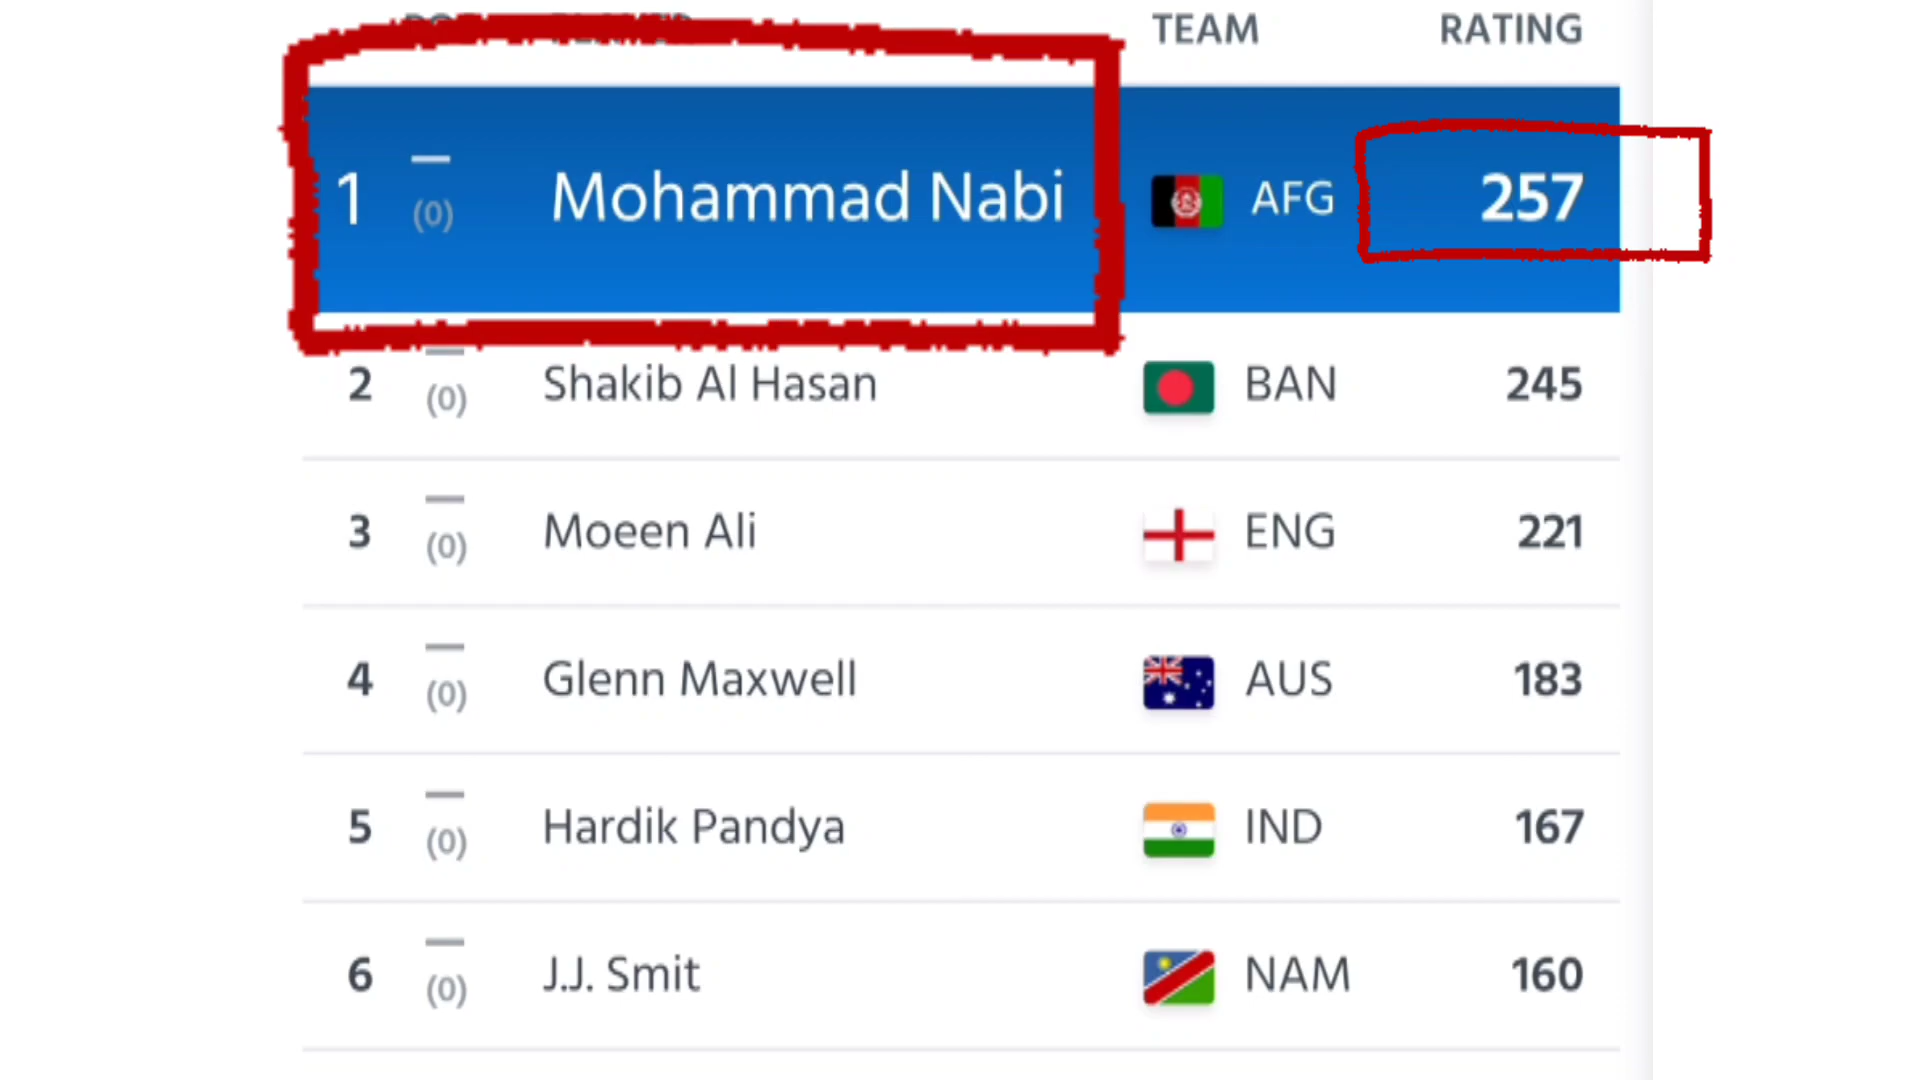 TEAM RATING
1 (0) Mohammad Nabi AFG 257
2 (0) Shakib Al Hasan BAN 245
3 (0) Moeen Ali ENG 221
4 (0) Glenn Maxwell AUS 183
5 (0) Hardik Pandya IND 167
6 (0) J.J. Smit NAM 160